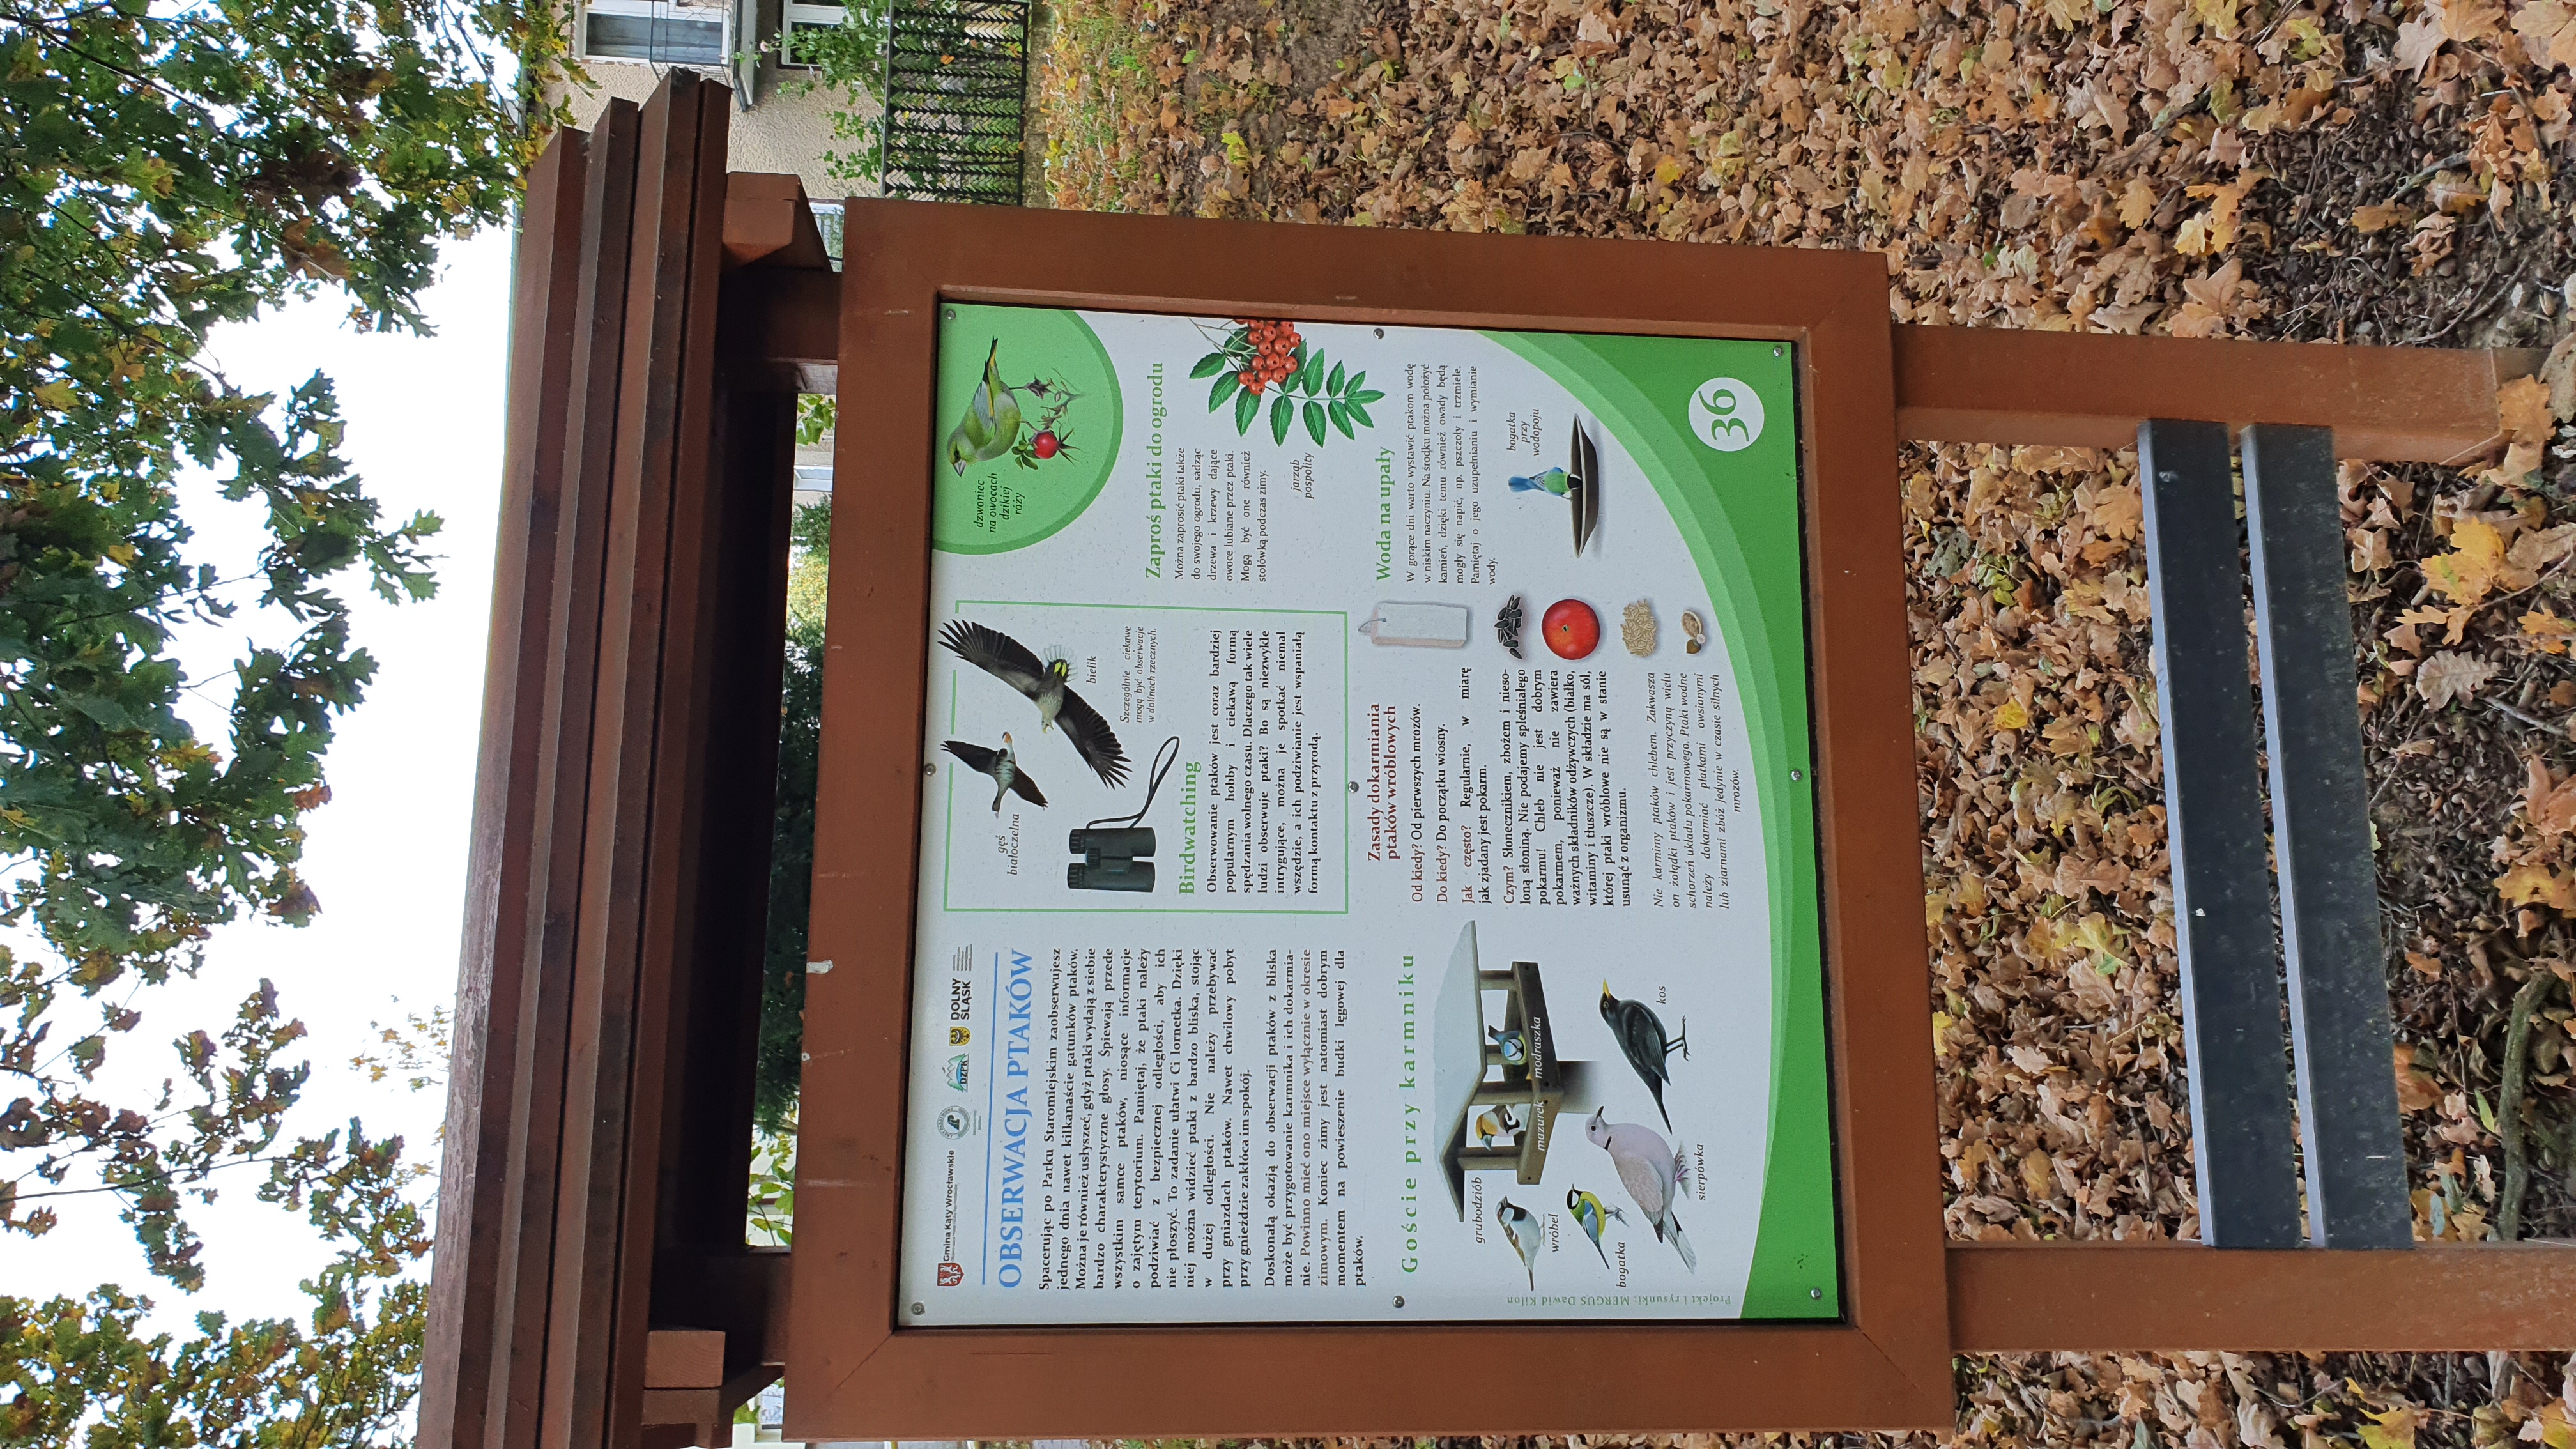 Gmina Kąty Wrocławskie
DZPK
DOLNY
ŚLĄSK
OBSERWACJA PTAKÓW
Spacerując po Parku Staromiejskim zaobserwujesz
jednego dnia nawet kilkanaście gatunków ptaków.
Można je również usłyszeć, gdyż ptaki wydają z siebie
bardzo charakterystyczne głosy. Śpiewają przede
wszystkim samce ptaków, niosące informacje
o zajętym terytorium. Pamiętaj, że ptaki należy
podziwiać z bezpiecznej odległości, aby ich
nie płoszyć. To zadanie ułatwi Ci lornetka. Dzięki
niej można widzieć ptaki z bardzo bliska, stojąc
w dużej odległości. Nie należy przebywać
przy gniazdach ptaków. Nawet chwilowy pobyt
przy gnieździe zakłóca im spokój.
Doskonałą okazją do obserwacji ptaków z bliska
może być przygotowanie karmnika i ich dokarmia-
nie. Powinno mieć ono miejsce wyłącznie w okresie
zimowym. Koniec zimy jest natomiast dobrym
momentem na powieszenie budki lęgowej dla
ptaków.
Goście przy karmniku
grubodziób
mazurek
modraszka
wróbel
bogatka
kos
sierpówka
Projekt i rysunki: MERGUS Dawid Kilon
gęś
białoczelna
bielik
Szczególnie ciekawe
mogą być obserwacje
w dolinach rzecznych.
Birdwatching
Obserwowanie ptaków jest coraz bardziej
popularnym hobby i ciekawą formą
spędzania wolnego czasu. Dlaczego tak wiele
ludzi obserwuje ptaki? Bo są niezwykle
intrygujące, można je spotkać niemal
wszędzie, a ich podziwianie jest wspaniałą
formą kontaktu z przyrodą.
Zasady dokarmiania
ptaków wróblowych
Od kiedy? Od pierwszych mrozów.
Do kiedy? Do początku wiosny.
Jak często? Regularnie, w miarę
jak zjadany jest pokarm.
Czym? Słonecznikiem, zbożem i nieso-
loną słoniną. Nie podajemy spleśniałego
pokarmu! Chleb nie jest dobrym
pokarmem, ponieważ nie zawiera
ważnych składników odżywczych (białko,
witaminy i tłuszcze). W składzie ma sól,
której ptaki wróblowe nie są w stanie
usunąć z organizmu.
Nie karmimy ptaków chlebem. Zakwasza
on żołądki ptaków i jest przyczyną wielu
schorzeń układu pokarmowego. Ptaki wodne
należy dokarmiać płatkami owsianymi
lub ziarnami zbóż jedynie w czasie silnych
mrozów.
dzwoniec
na owocach
dzikiej
róży
Zaproś ptaki do ogrodu
Można zaprosić ptaki także
do swojego ogrodu, sadząc
drzewa i krzewy dające
owoce lubiane przez ptaki.
Mogą być one również
stołówką podczas zimy.
jarząb
pospolity
Woda na upały
W gorące dni warto wystawić ptakom wodę
w niskim naczyniu. Na środku można położyć
kamień, dzięki temu również owady będą
mogły się napić, np. pszczoły i trzmiele.
Pamiętaj o jego uzupełnianiu i wymianie
wody.
bogatka
przy
wodopoju
36